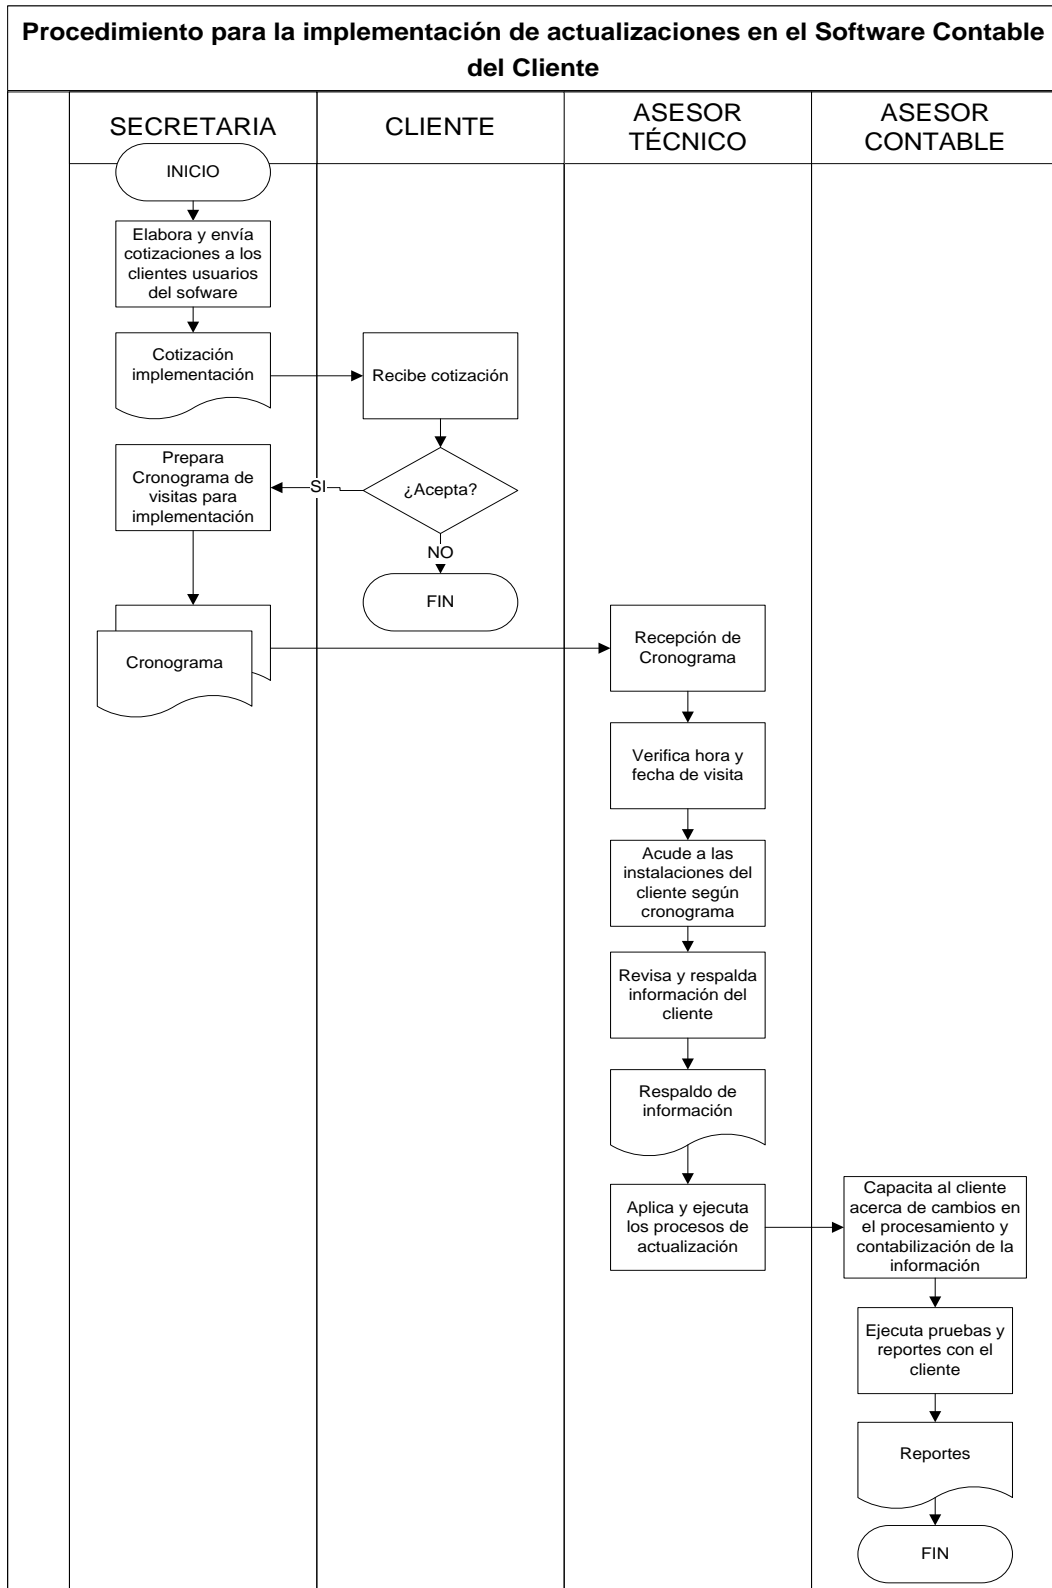 Procedimiento para la implementación de actualizaciones en el Software Contable
del Cliente
SECRETARIA
CLIENTE
ASESOR
TÉCNICO
ASESOR
CONTABLE
INICIO
Elabora y envía
cotizaciones a los
clientes usuarios
del sofware
Cotización
implementación
Recibe cotización
Prepara
Cronograma de
visitas para
implementación
SI
¿Acepta?
NO
FIN
Cronograma
Recepción de
Cronograma
Verifica hora y
fecha de visita
Acude a las
instalaciones del
cliente según
cronograma
Revisa y respalda
información del
cliente
Respaldo de
información
Aplica y ejecuta
los procesos de
actualización
Capacita al cliente
acerca de cambios en
el procesamiento y
contabilización de la
información
Ejecuta pruebas y
reportes con el
cliente
Reportes
FIN